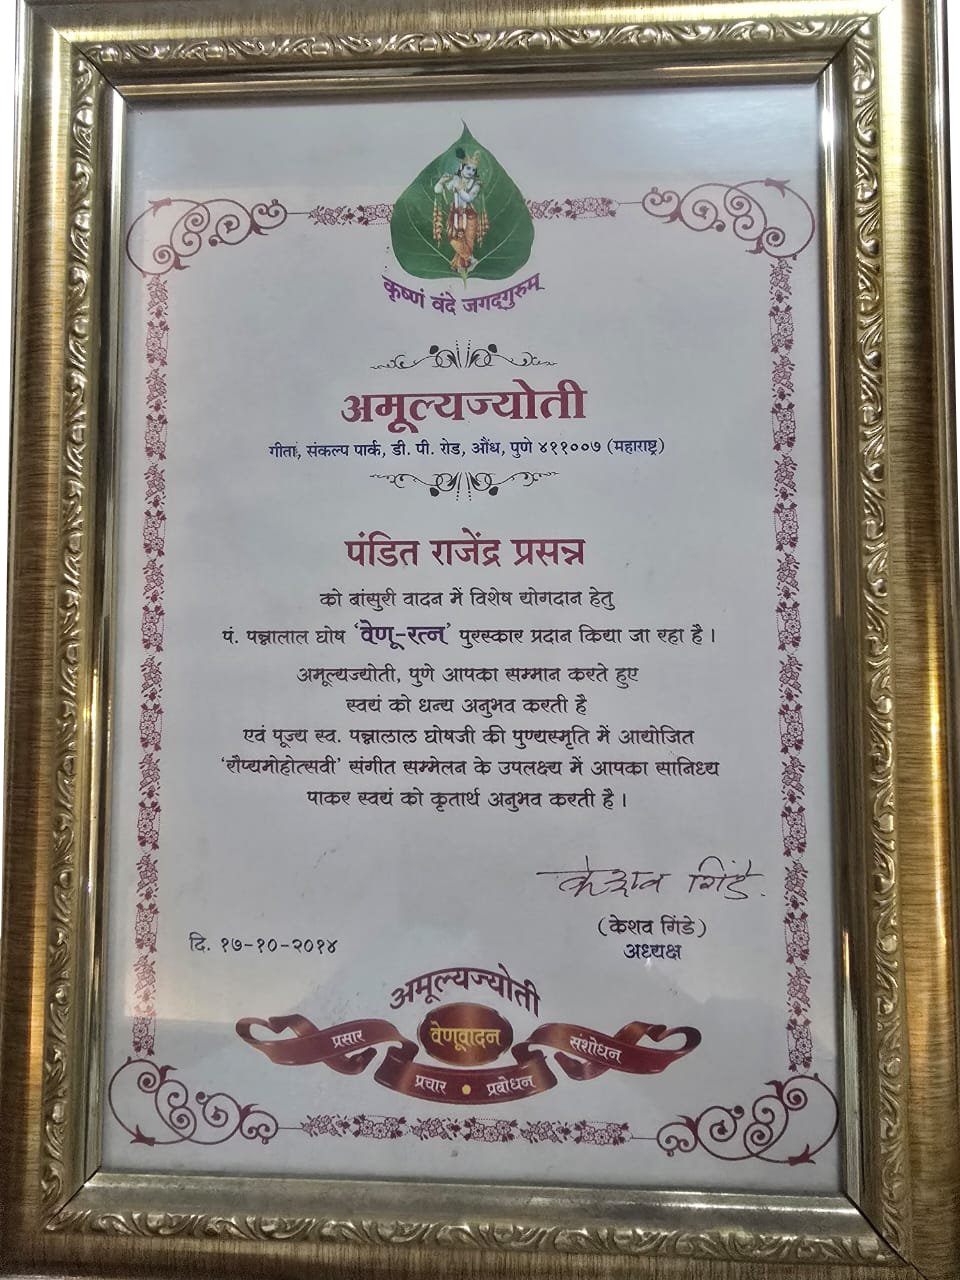 कृष्णं वंदे जगद्‌गुरुम्
अमूल्यज्योती
गीता, संकल्प पार्क, डी. पी. रोड, औंध, पुणे ४११००७ (महाराष्ट्र)
पंडित राजेंद्र प्रसन्न
को बांसुरी वादन में विशेष योगदान हेतु
पं. पन्नालाल घोष 'वेणू-रत्न' पुरस्कार प्रदान किया जा रहा है।
अमूल्यज्योती, पुणे आपका सम्मान करते हुए
स्वयं को धन्य अनुभव करती है
एवं पूज्य स्व. पन्नालाल घोषजी की पुण्यस्मृति में आयोजित
'रौप्यमोहोत्सवी' संगीत सम्मेलन के उपलक्ष्य में आपका सानिध्य
पाकर स्वयं को कृतार्थ अनुभव करती है।
केशव गिंडे.
(केशव गिंडे)
दि. १७-१०-२०१४
अध्यक्ष
अमूल्यज्योती
प्रसार वेणूवादन संशोधन
प्रचार • प्रबोधन